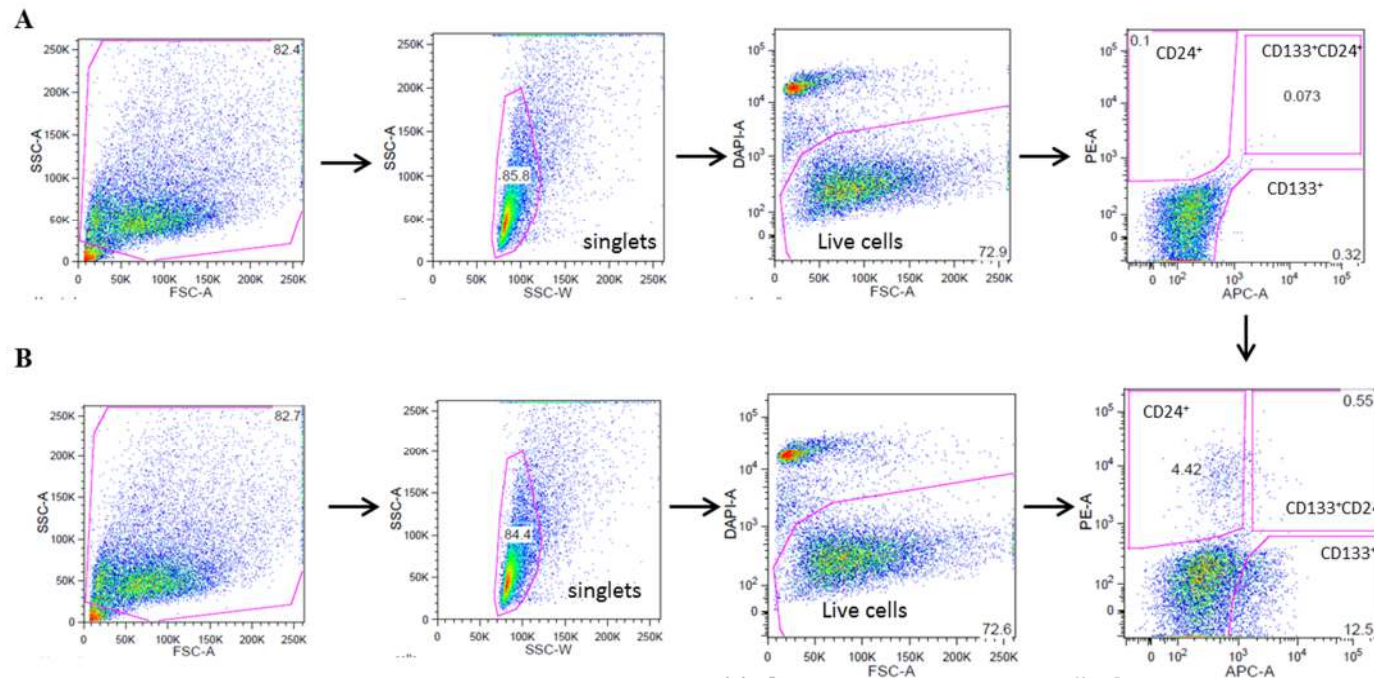 A
82.4
250K
200K
150K
100K
50K
0
SSC-A
0 50K 100K 150K 200K 250K
FSC-A
250K
200K
150K
100K
50K
0
SSC-A
85.8
singlets
0 50K 100K 150K 200K 250K
SSC-W
10⁵
10⁴
10³
10²
0
DAPI-A
Live cells
72.9
0 50K 100K 150K 200K 250K
FSC-A
0.1
CD24⁺
CD133⁺CD24⁺
0.073
CD133⁺
0.32
10⁵
10⁴
10³
10²
0
PE-A
0 10² 10³ 10⁴ 10⁵
APC-A
B
82.7
250K
200K
150K
100K
50K
0
SSC-A
0 50K 100K 150K 200K 250K
FSC-A
250K
200K
150K
100K
50K
0
SSC-A
84.4
singlets
0 50K 100K 150K 200K 250K
SSC-W
10⁵
10⁴
10³
10²
0
DAPI-A
Live cells
72.6
0 50K 100K 150K 200K 250K
FSC-A
0.55
CD24⁺
4.42
CD133⁺CD24
CD133⁺
12.5
10⁵
10⁴
10³
10²
0
PE-A
0 10² 10³ 10⁴ 10⁵
APC-A